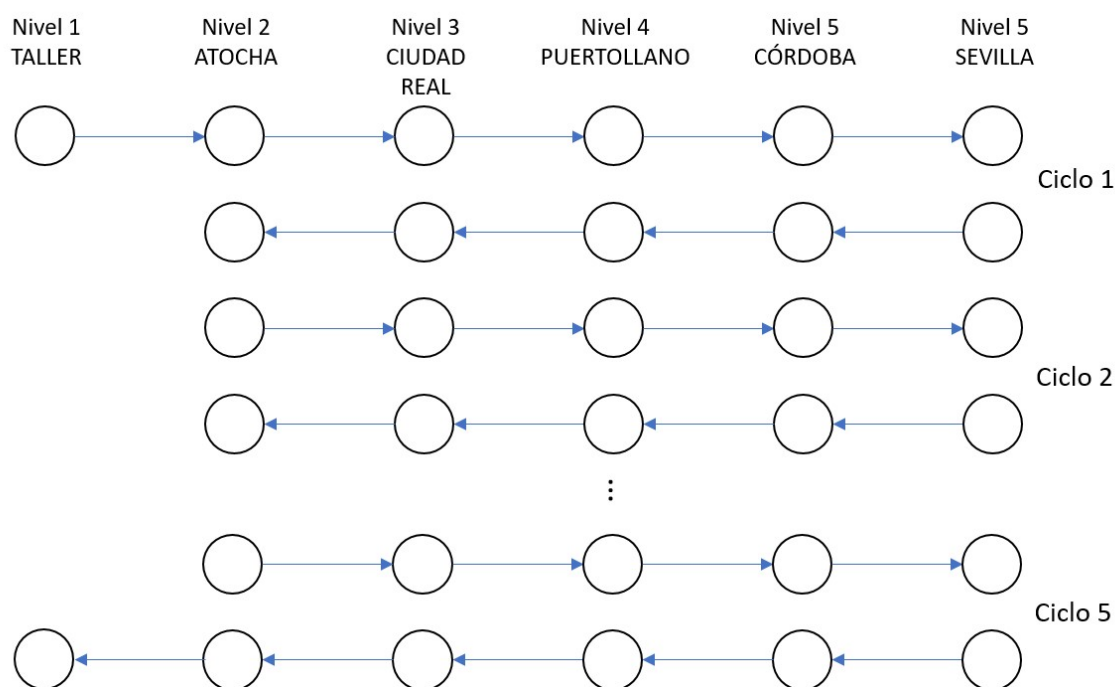 Nivel 1
TALLER
Nivel 2
ATOCHA
Nivel 3
CIUDAD
REAL
Nivel 4
PUERTOLLANO
Nivel 5
CÓRDOBA
Nivel 5
SEVILLA
Ciclo 1
Ciclo 2
⋮
Ciclo 5